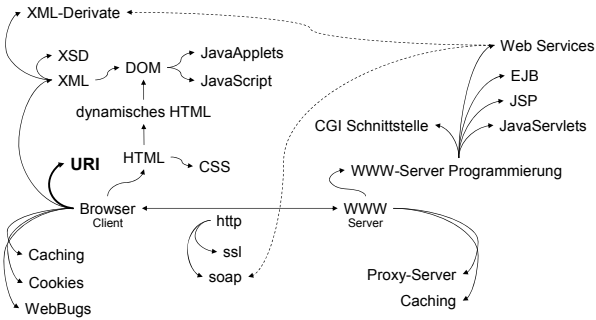 XML-Derivate
Web Services
XSD
JavaApplets
XML
DOM
JavaScript
EJB
JSP
dynamisches HTML
CGI Schnittstelle
JavaServlets
HTML
URI
CSS
WWW-Server Programmierung
Browser
Client
http
WWW
Server
Caching
ssl
Cookies
soap
Proxy-Server
WebBugs
Caching